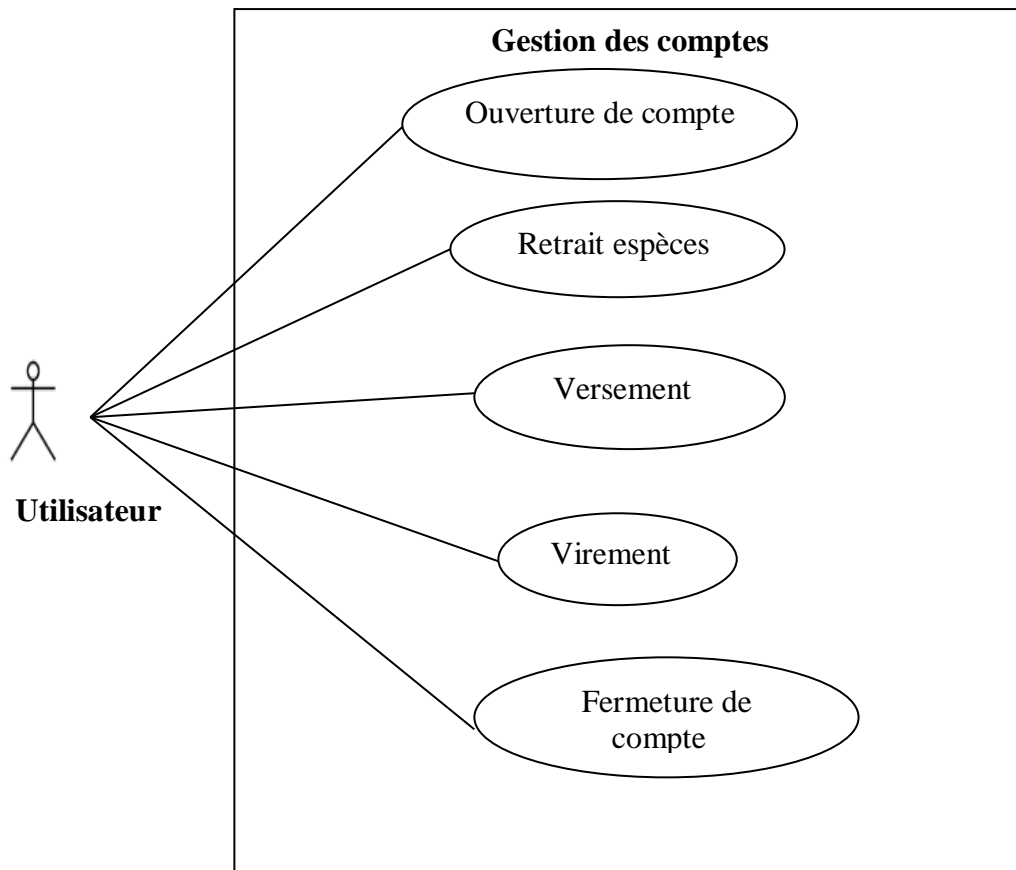 Gestion des comptes
Ouverture de compte
Retrait espèces
Versement
Utilisateur
Virement
Fermeture de
compte